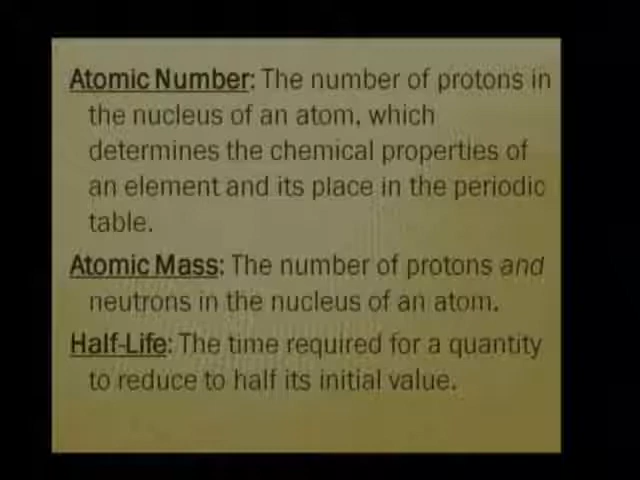 Atomic Number: The number of protons in
the nucleus of an atom, which
determines the chemical properties of
an element and its place in the periodic
table.
Atomic Mass: The number of protons and
neutrons in the nucleus of an atom.
Half-Life: The time required for a quantity
to reduce to half its initial value.